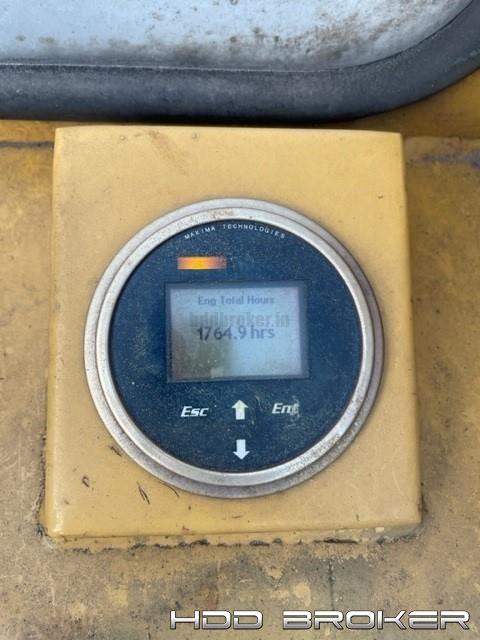 MAXIMA TECHNOLOGIES
Eng Total Hours
hddbroker.in
1764.9 hrs
Esc
Ent
HDD BROKER